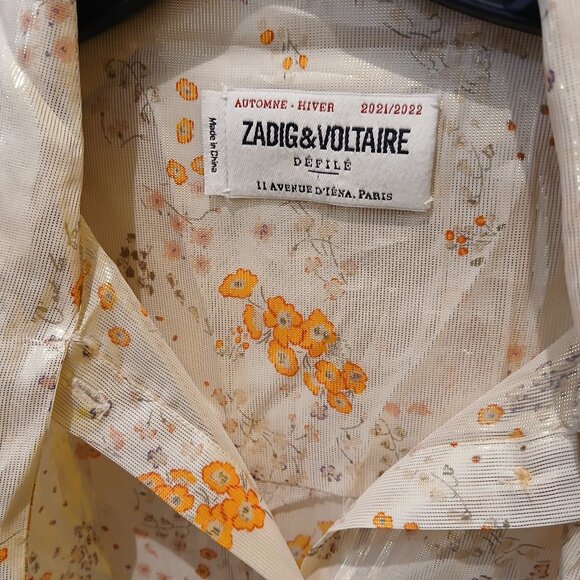 AUTOMNE - HIVER 2021/2022
ZADIG&VOLTAIRE
DÉFILÉ
11 AVENUE D'IÉNA. PARIS
Made in China